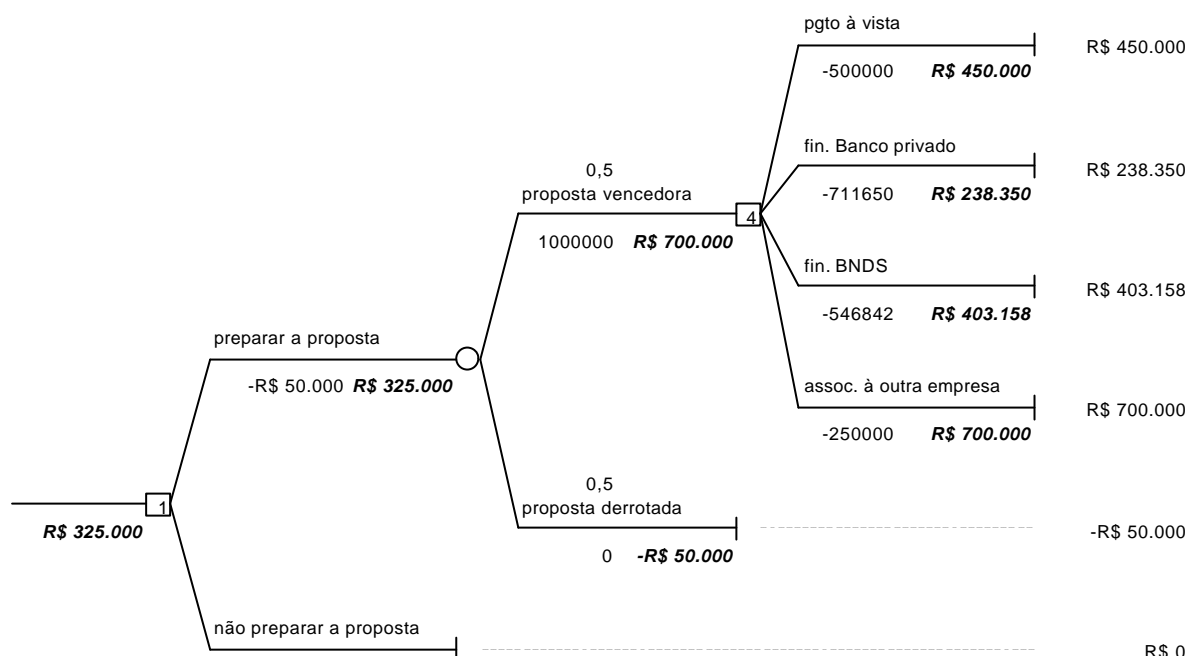 pgto à vista
R$ 450.000
-500000 R$ 450.000
fin. Banco privado
R$ 238.350
-711650 R$ 238.350
0,5
proposta vencedora
4
1000000 R$ 700.000
fin. BNDS
R$ 403.158
-546842 R$ 403.158
preparar a proposta
-R$ 50.000 R$ 325.000
assoc. à outra empresa
R$ 700.000
-250000 R$ 700.000
0,5
proposta derrotada
0 -R$ 50.000
-R$ 50.000
1
R$ 325.000
não preparar a proposta
R$ 0